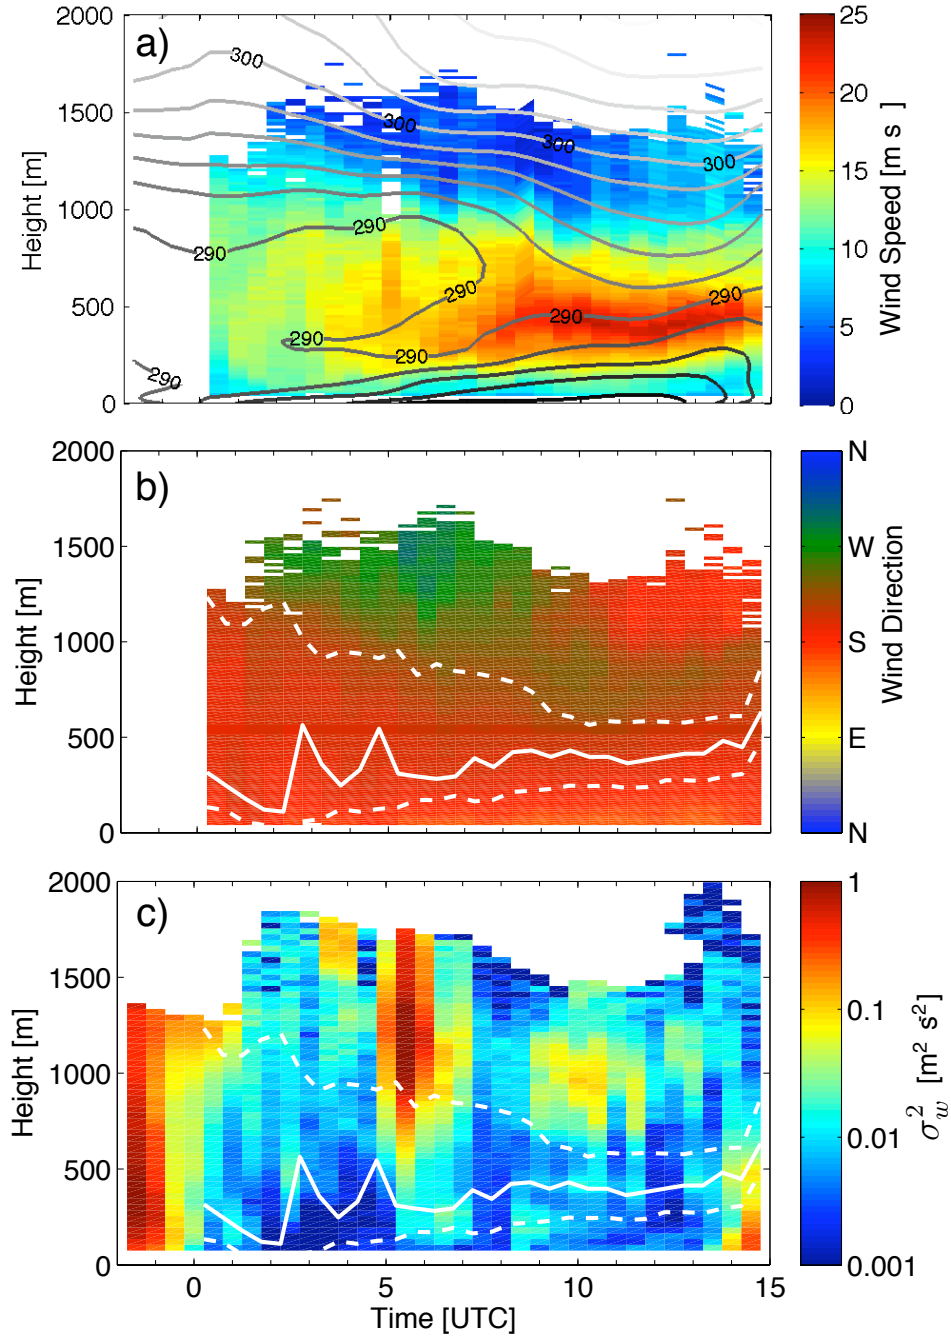 a)
2000
1500
1000
500
0
Height [m]
300
300
300
300
290
290
290
290
290
290
290
290
25
20
15
10
5
0
Wind Speed [m s ]
b)
2000
1500
1000
500
0
Height [m]
N
W
S
E
N
Wind Direction
c)
2000
1500
1000
500
0
Height [m]
0 5 10 15
Time [UTC]
1
0.1
0.01
0.001
σ_w^2 [m² s⁻²]